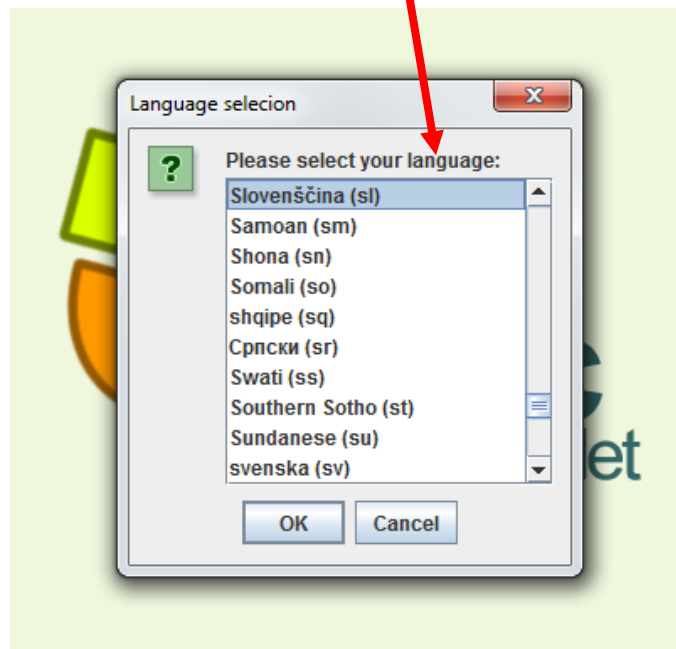 Language selecion
Please select your language:
Slovenščina (sl)
Samoan (sm)
Shona (sn)
Somali (so)
shqipe (sq)
Српски (sr)
Swati (ss)
Southern Sotho (st)
Sundanese (su)
svenska (sv)
et
OK
Cancel